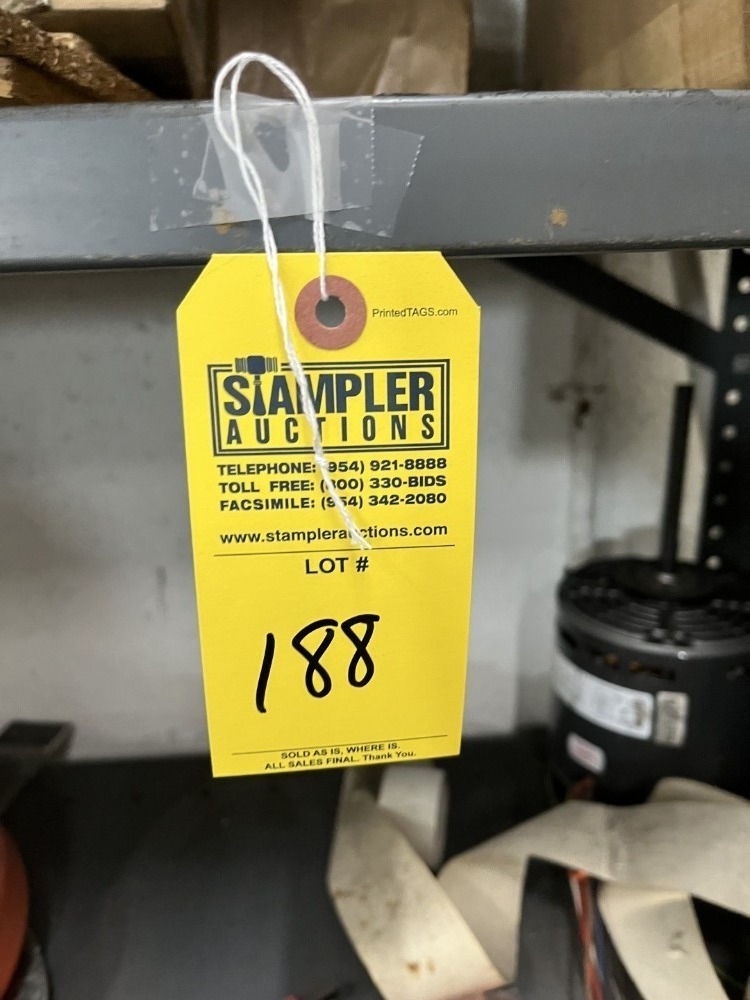 PrintedTAGS.com
STAMPLER
AUCTIONS
TELEPHONE: (954) 921-8888
TOLL FREE: (800) 330-BIDS
FACSIMILE: (954) 342-2080
www.stamplerauctions.com
LOT #
188
SOLD AS IS, WHERE IS.
ALL SALES FINAL. Thank You.